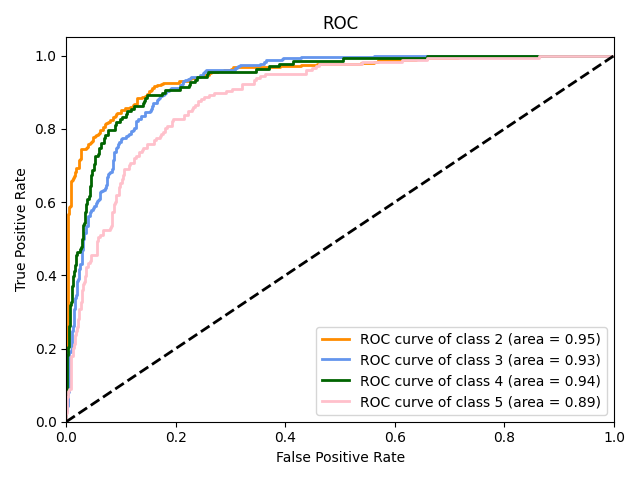 ROC
1.0
0.8
0.6
0.4
0.2
0.0
True Positive Rate
ROC curve of class 2 (area = 0.95)
ROC curve of class 3 (area = 0.93)
ROC curve of class 4 (area = 0.94)
ROC curve of class 5 (area = 0.89)
0.0 0.2 0.4 0.6 0.8 1.0
False Positive Rate